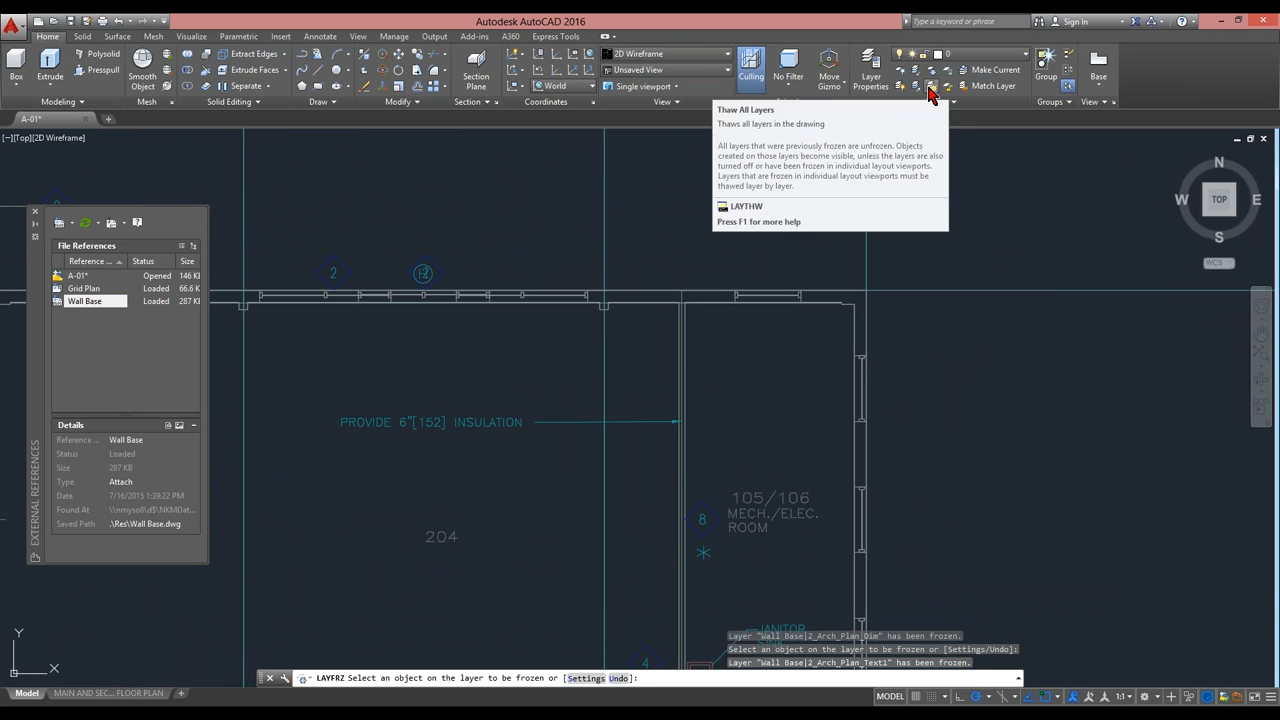 Autodesk AutoCAD 2016
Type a keyword or phrase
Sign In
Home Solid Surface Mesh Visualize Parametric Insert Annotate View Manage Output Add-ins A360 Express Tools
Box
Extrude
Polysolid
Presspull
Smooth
Object
Extract Edges
Extrude Faces
Separate
Section
Plane
World
2D Wireframe
Unsaved View
Single viewport
Culling
No Filter
Move
Gizmo
Layer
Properties
0
Make Current
Match Layer
Group
Base
Modeling
Mesh
Solid Editing
Draw
Modify
Section
Coordinates
View
Groups
View
A-01*
[−][Top][2D Wireframe]
Thaw All Layers
Thaws all layers in the drawing
All layers that were previously frozen are unfrozen. Objects
created on those layers become visible, unless the layers are also
turned off or have been frozen in individual layout viewports.
Layers that are frozen in individual layout viewports must be
thawed layer by layer.
LAYTHW
Press F1 for more help
N
W
TOP
E
S
WCS
EXTERNAL REFERENCES
File References
Reference ... Status Size
A-01* Opened 146 KB
Grid Plan Loaded 66.6 K
Wall Base Loaded 287 KB
Details
Reference ... Wall Base
Status Loaded
Size 287 KB
Type Attach
Date 7/16/2015 1:39:22 PM
Found At \\nmysoll\d$\NKMDat
Saved Path .\Res\Wall Base.dwg
2
PROVIDE 6"[152] INSULATION
204
105/106
MECH./ELEC.
ROOM
8
4
JANITOR
Y
X
Layer "Wall Base|2_Arch_Plan_Dim" has been frozen.
Select an object on the layer to be frozen or [Settings/Undo]:
Layer "Wall Base|2_Arch_Plan_Text1" has been frozen.
LAYFRZ Select an object on the layer to be frozen or [Settings Undo]:
Model MAIN AND SEC... FLOOR PLAN
MODEL
1:1